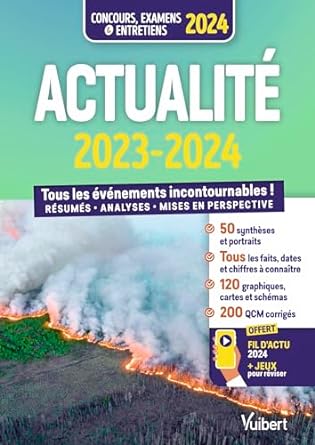 CONCOURS, EXAMENS
& ENTRETIENS
2024
ACTUALITÉ
2023-2024
Tous les événements incontournables !
RÉSUMÉS • ANALYSES • MISES EN PERSPECTIVE
50 synthèses
et portraits
Tous les faits, dates
et chiffres à connaître
120 graphiques,
cartes et schémas
200 QCM corrigés
OFFERT
FIL D'ACTU
2024
+ JEUX
pour réviser
Vuibert